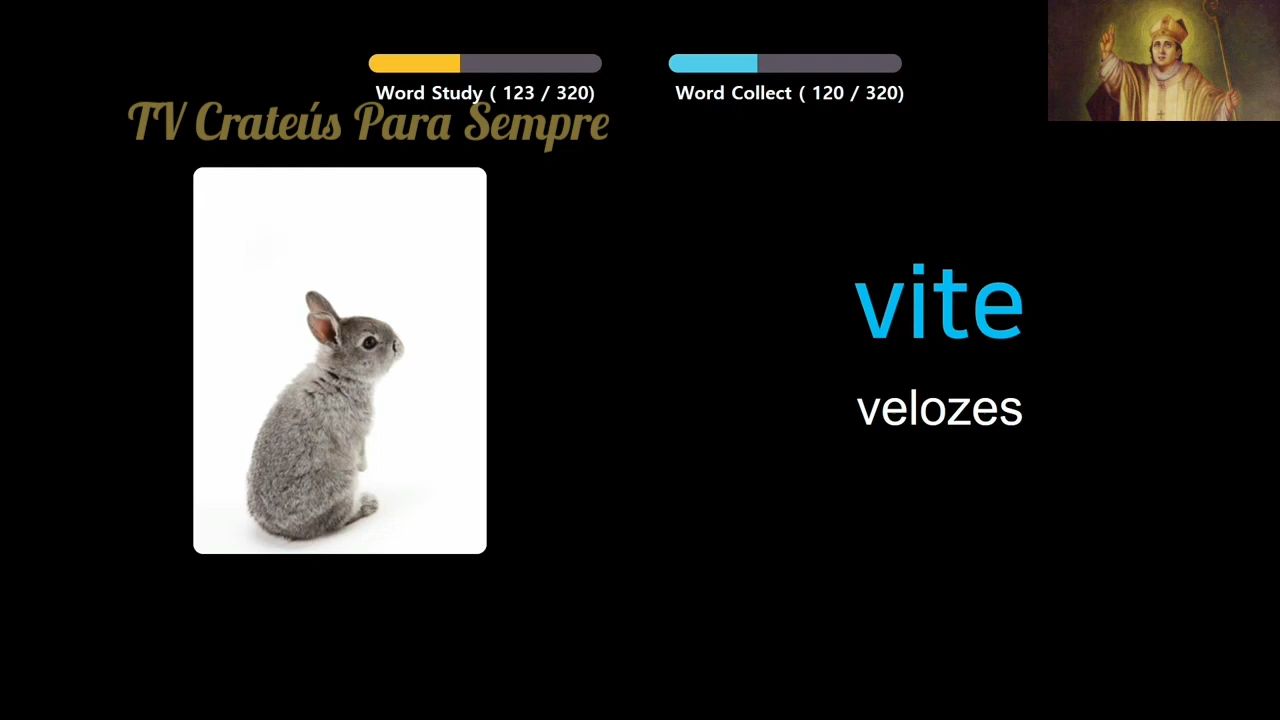 Word Study ( 123 / 320)
Word Collect ( 120 / 320)
TV Crateús Para Sempre
vite
velozes